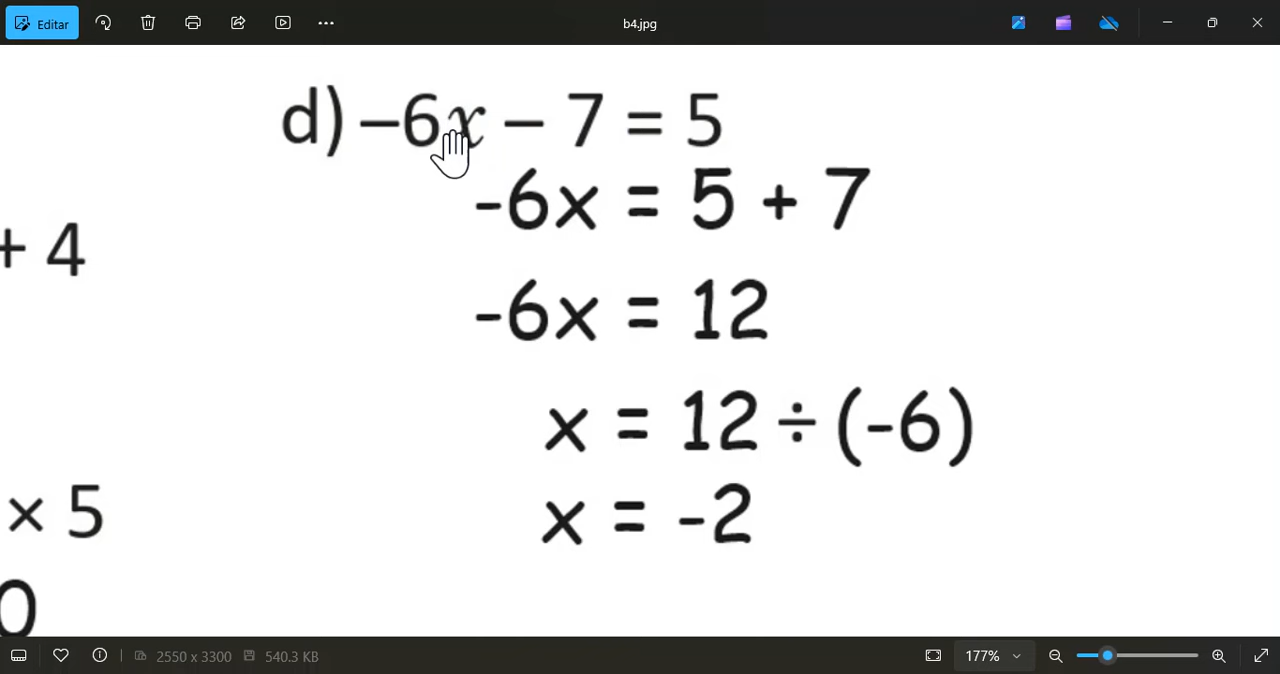 Editar
b4.jpg
d) −6x − 7 = 5
-6x = 5 + 7
+ 4
-6x = 12
x = 12 ÷ (-6)
× 5
x = -2
0
2550 x 3300
540.3 KB
177%